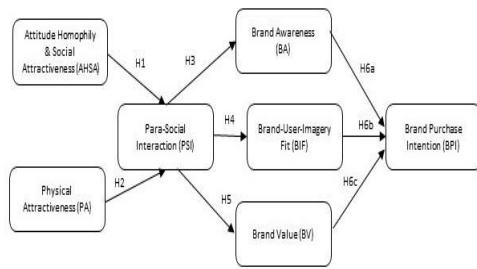 Attitude Homophily
& Social
Attractiveness (AHSA)
H1
H3
Brand Awareness
(BA)
H6a
Para-Social
Interaction (PSI)
H4
Brand-User-Imagery
Fit (BIF)
H6b
Brand Purchase
Intention (BPI)
Physical
Attractiveness (PA)
H2
H5
Brand Value (BV)
H6c